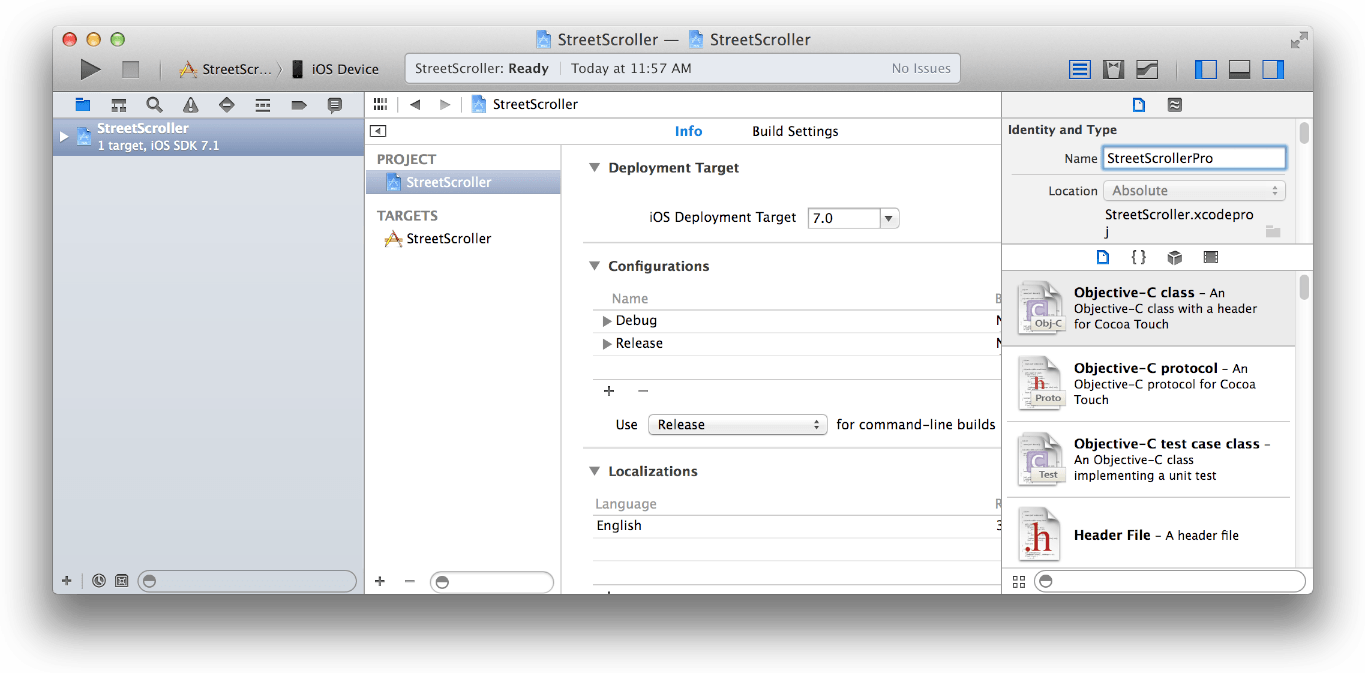 StreetScroller — StreetScroller
StreetScr... iOS Device
StreetScroller: Ready Today at 11:57 AM No Issues
StreetScroller
1 target, iOS SDK 7.1
StreetScroller
Info Build Settings
PROJECT
StreetScroller
TARGETS
StreetScroller
Deployment Target
iOS Deployment Target 7.0
Configurations
Name
Debug
Release
+ −
Use Release for command-line builds
Localizations
Language
English
Identity and Type
Name StreetScrollerPro
Location Absolute
StreetScroller.xcodepro
j
{ }
Obj-C
Objective-C class – An
Objective-C class with a header
for Cocoa Touch
h
Proto
Objective-C protocol – An
Objective-C protocol for Cocoa
Touch
C
Test
Objective-C test case class –
An Objective-C class
implementing a unit test
.h
Header File – A header file